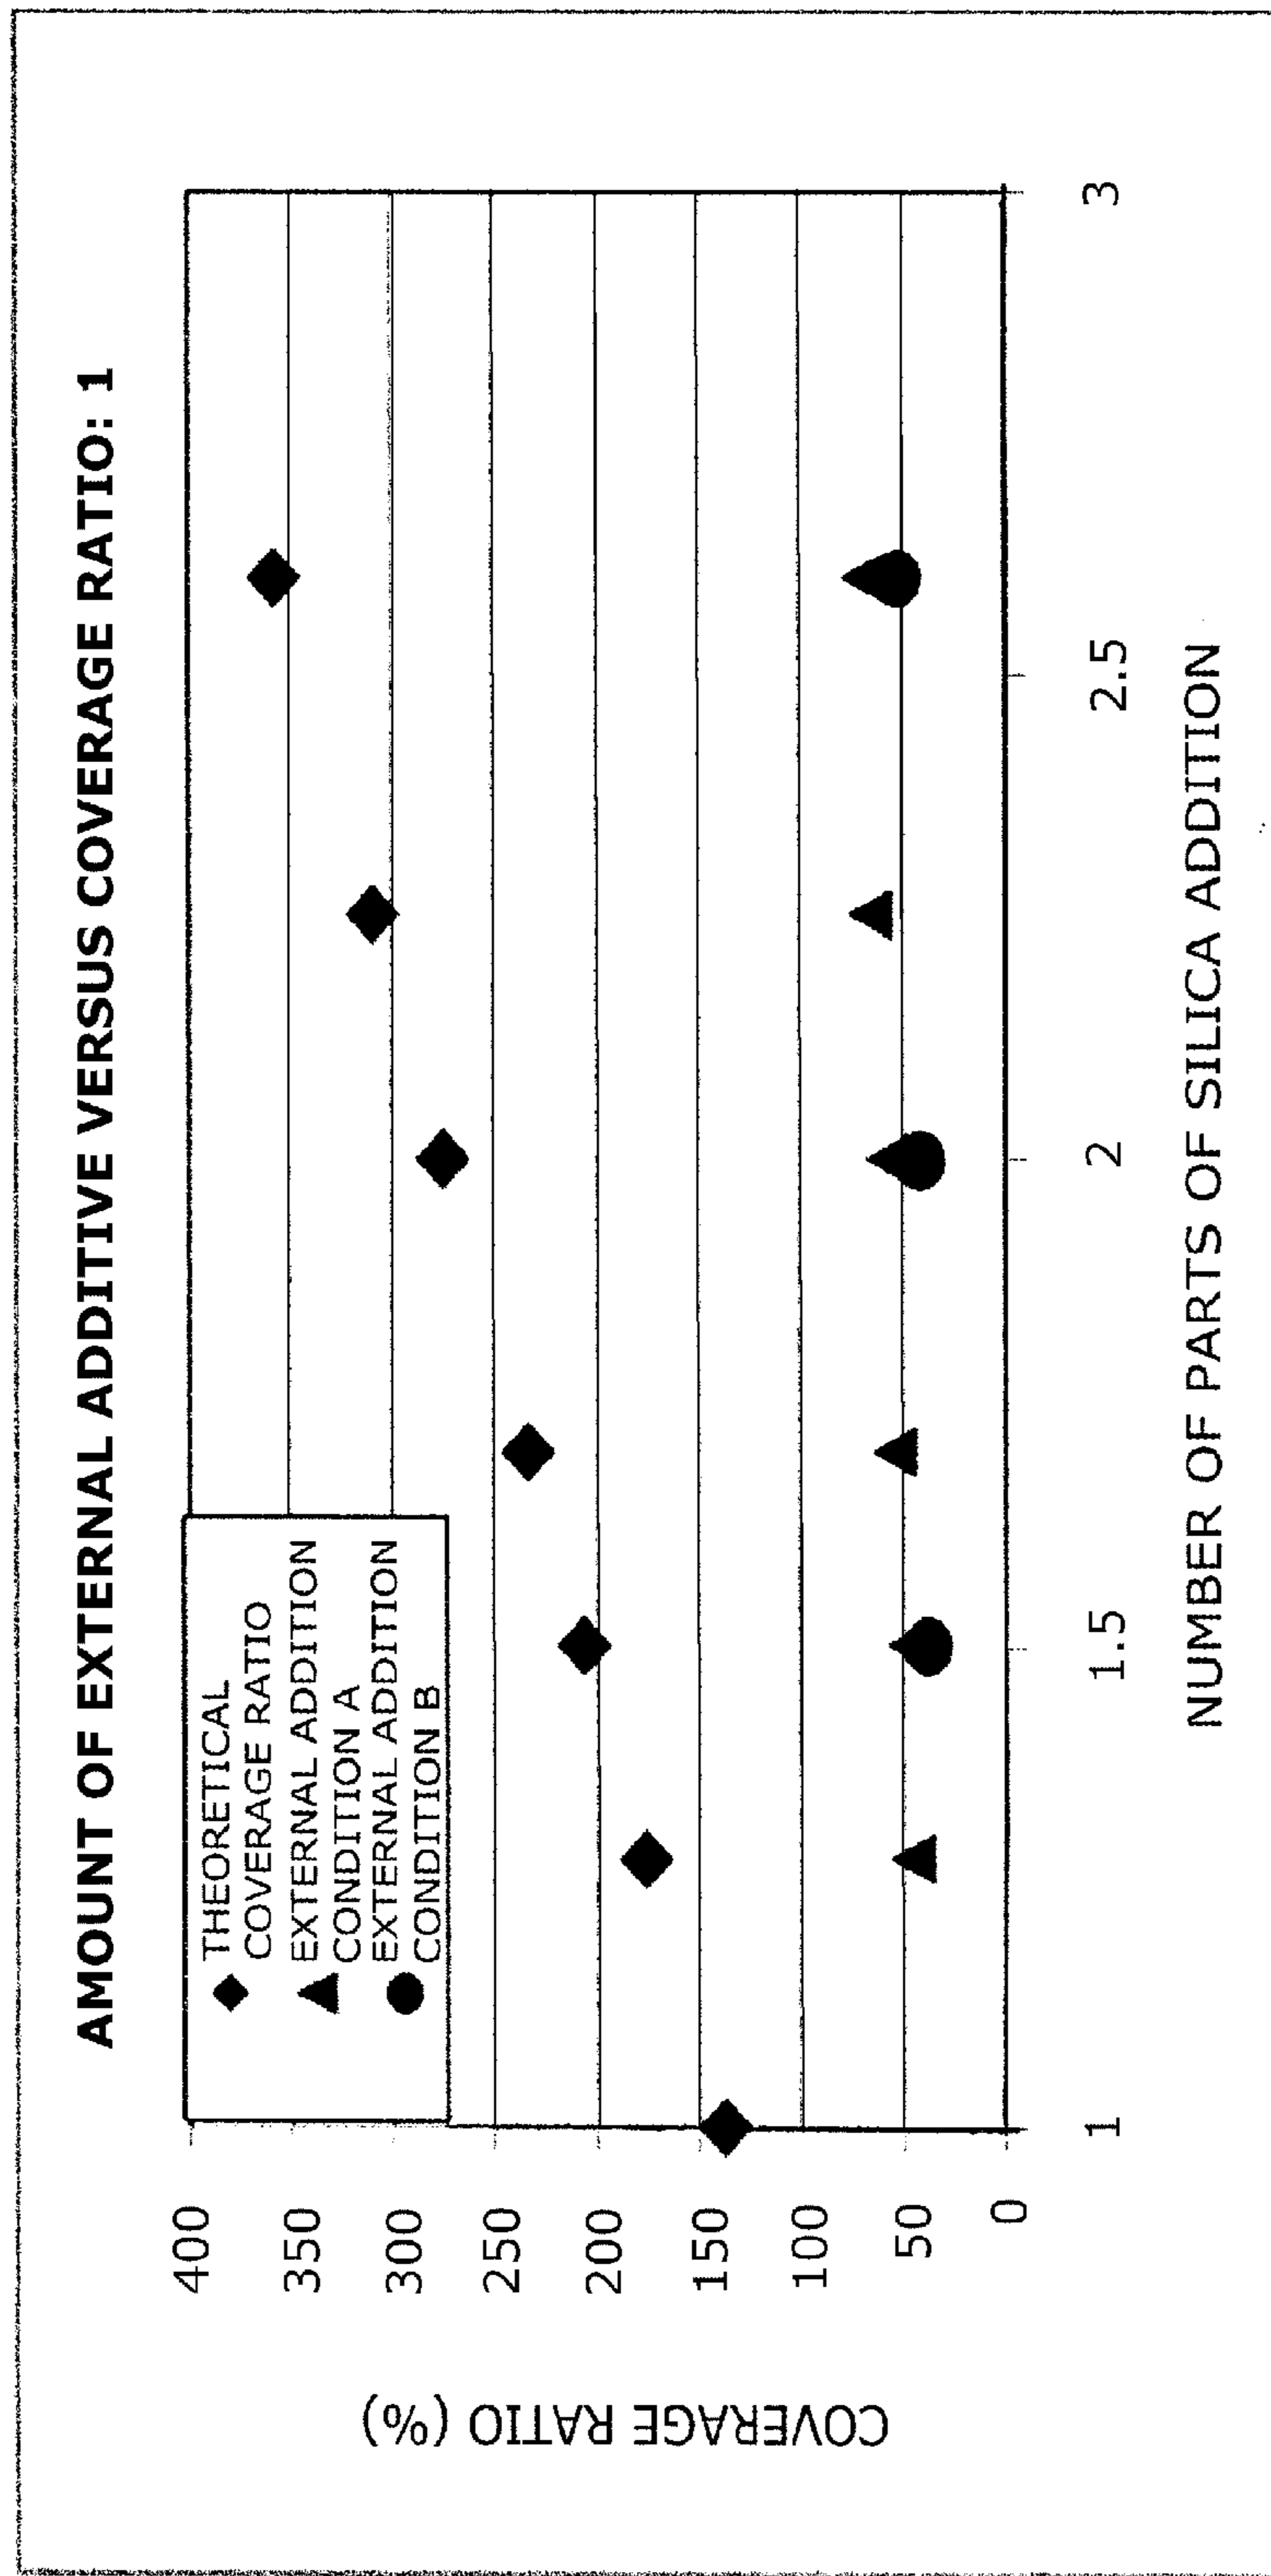 AMOUNT OF EXTERNAL ADDITIVE VERSUS COVERAGE RATIO: 1
THEORETICAL
COVERAGE RATIO
EXTERNAL ADDITION
CONDITION A
EXTERNAL ADDITION
CONDITION B
COVERAGE RATIO (%)
400
350
300
250
200
150
100
50
0
1
1.5
2
2.5
3
NUMBER OF PARTS OF SILICA ADDITION